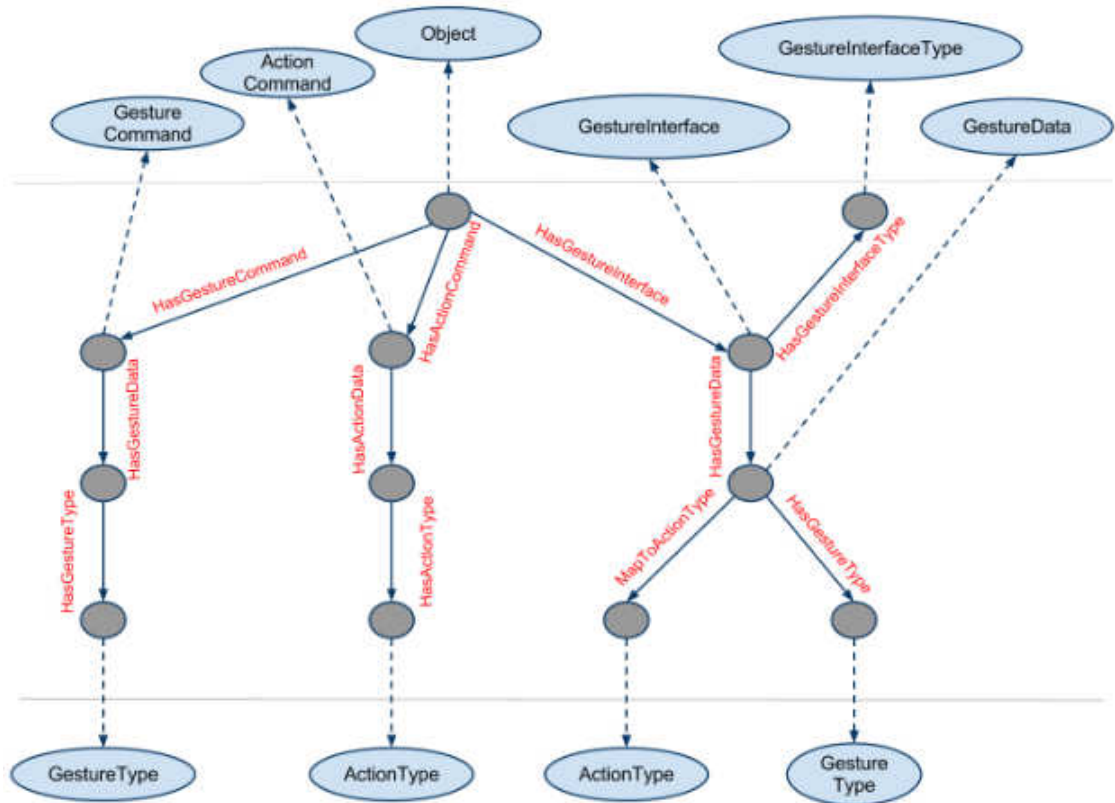 Object
Action
Command
GestureInterfaceType
Gesture
Command
GestureInterface
GestureData
HasGestureCommand
HasActionCommand
HasGestureInterface
HasGestureInterfaceType
HasGestureData
HasActionData
HasGestureData
HasGestureType
HasActionType
MapToActionType
HasGestureType
GestureType
ActionType
ActionType
Gesture
Type